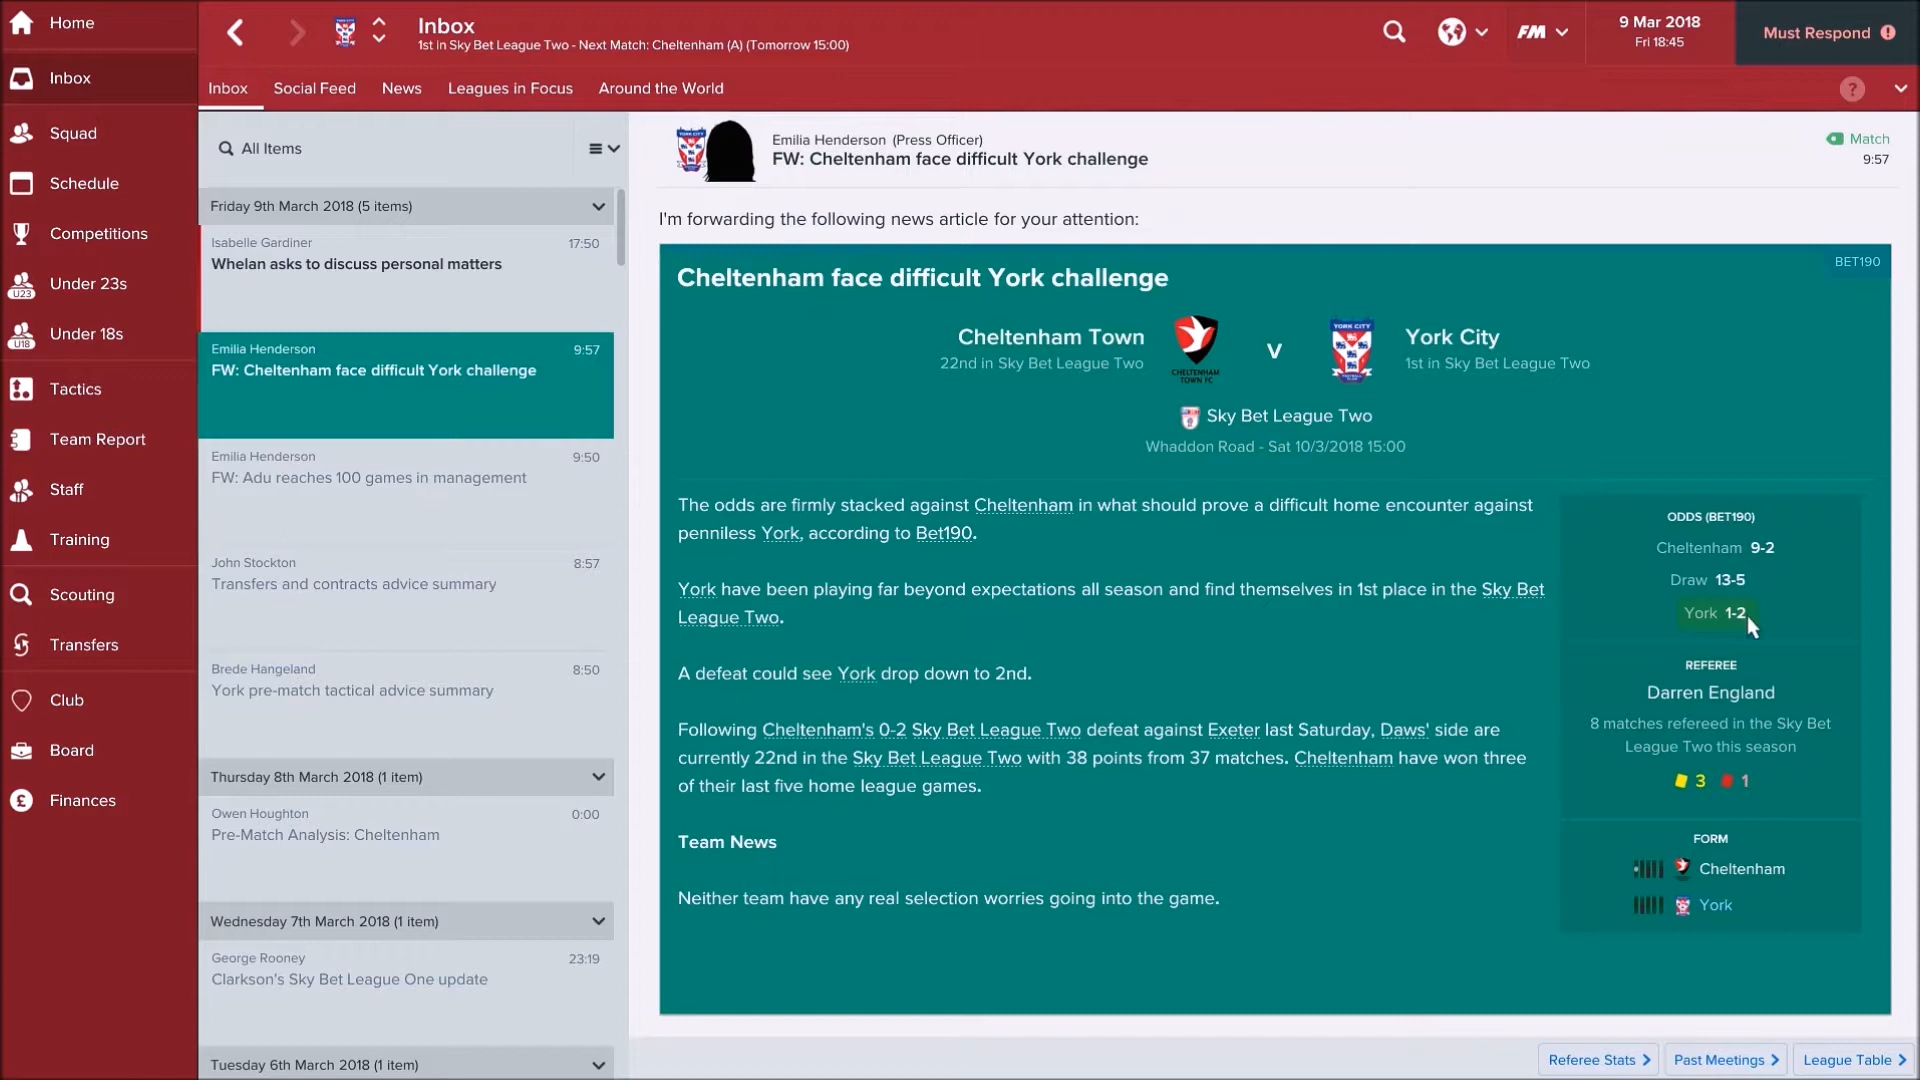 Home
Inbox
Squad
Schedule
Competitions
U23
Under 23s
U18
Under 18s
Tactics
Team Report
Staff
Training
Scouting
Transfers
Club
Board
£
Finances
Inbox
1st in Sky Bet League Two - Next Match: Cheltenham (A) (Tomorrow 15:00)
FM
9 Mar 2018
Fri 18:45
Must Respond !
Inbox
Social Feed
News
Leagues in Focus
Around the World
?
All Items
Friday 9th March 2018 (5 items)
Isabelle Gardiner 17:50
Whelan asks to discuss personal matters
Emilia Henderson 9:57
FW: Cheltenham face difficult York challenge
Emilia Henderson 9:50
FW: Adu reaches 100 games in management
John Stockton 8:57
Transfers and contracts advice summary
Brede Hangeland 8:50
York pre-match tactical advice summary
Thursday 8th March 2018 (1 item)
Owen Houghton 0:00
Pre-Match Analysis: Cheltenham
Wednesday 7th March 2018 (1 item)
George Rooney 23:19
Clarkson's Sky Bet League One update
Tuesday 6th March 2018 (1 item)
Emilia Henderson (Press Officer)
FW: Cheltenham face difficult York challenge
Match
9:57
I'm forwarding the following news article for your attention:
Cheltenham face difficult York challenge
BET190
Cheltenham Town
22nd in Sky Bet League Two
CHELTENHAM
TOWN FC
V
YORK CITY
York City
1st in Sky Bet League Two
Sky Bet League Two
Whaddon Road - Sat 10/3/2018 15:00
The odds are firmly stacked against Cheltenham in what should prove a difficult home encounter against
penniless York, according to Bet190.
York have been playing far beyond expectations all season and find themselves in 1st place in the Sky Bet
League Two.
A defeat could see York drop down to 2nd.
Following Cheltenham's 0-2 Sky Bet League Two defeat against Exeter last Saturday, Daws' side are
currently 22nd in the Sky Bet League Two with 38 points from 37 matches. Cheltenham have won three
of their last five home league games.
Team News
Neither team have any real selection worries going into the game.
ODDS (BET190)
Cheltenham 9-2
Draw 13-5
York 1-2
REFEREE
Darren England
8 matches refereed in the Sky Bet
League Two this season
3 1
FORM
Cheltenham
York
Referee Stats
Past Meetings
League Table